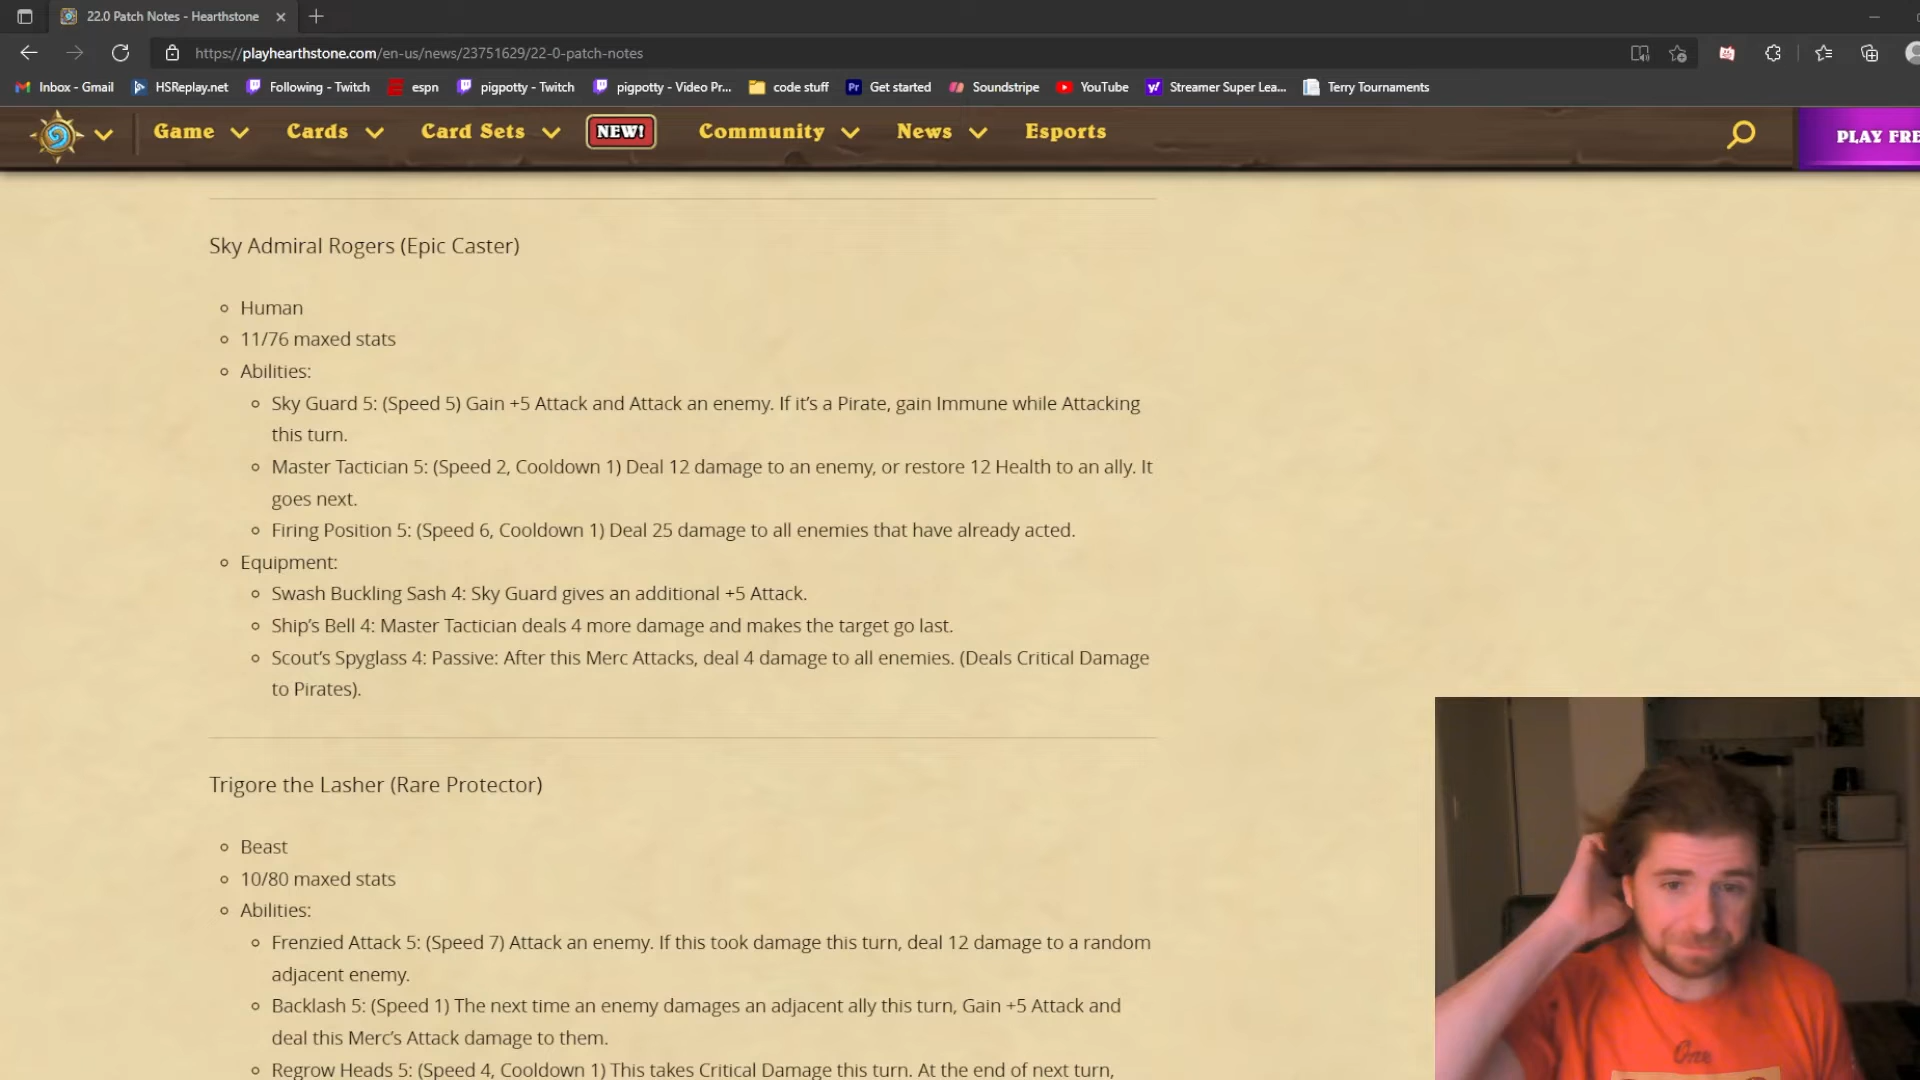 22.0 Patch Notes - Hearthstone
https://playhearthstone.com/en-us/news/23751629/22-0-patch-notes
Inbox - Gmail HSReplay.net Following - Twitch espn pigpotty - Twitch pigpotty - Video Pr... code stuff Pr Get started Soundstripe YouTube Streamer Super Lea... Terry Tournaments
Game Cards Card Sets NEW! Community News Esports PLAY FRE
Sky Admiral Rogers (Epic Caster)
Human
11/76 maxed stats
Abilities:
Sky Guard 5: (Speed 5) Gain +5 Attack and Attack an enemy. If it's a Pirate, gain Immune while Attacking
this turn.
Master Tactician 5: (Speed 2, Cooldown 1) Deal 12 damage to an enemy, or restore 12 Health to an ally. It
goes next.
Firing Position 5: (Speed 6, Cooldown 1) Deal 25 damage to all enemies that have already acted.
Equipment:
Swash Buckling Sash 4: Sky Guard gives an additional +5 Attack.
Ship's Bell 4: Master Tactician deals 4 more damage and makes the target go last.
Scout's Spyglass 4: Passive: After this Merc Attacks, deal 4 damage to all enemies. (Deals Critical Damage
to Pirates).
Trigore the Lasher (Rare Protector)
Beast
10/80 maxed stats
Abilities:
Frenzied Attack 5: (Speed 7) Attack an enemy. If this took damage this turn, deal 12 damage to a random
adjacent enemy.
Backlash 5: (Speed 1) The next time an enemy damages an adjacent ally this turn, Gain +5 Attack and
deal this Merc's Attack damage to them.
Regrow Heads 5: (Speed 4, Cooldown 1) This takes Critical Damage this turn. At the end of next turn,
One